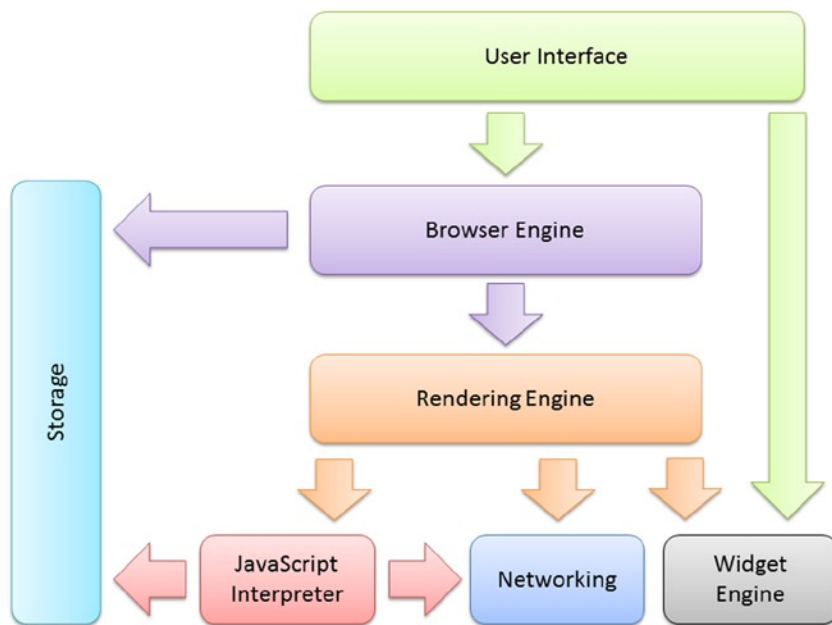 User Interface
Browser Engine
Rendering Engine
Storage
JavaScript
Interpreter
Networking
Widget
Engine